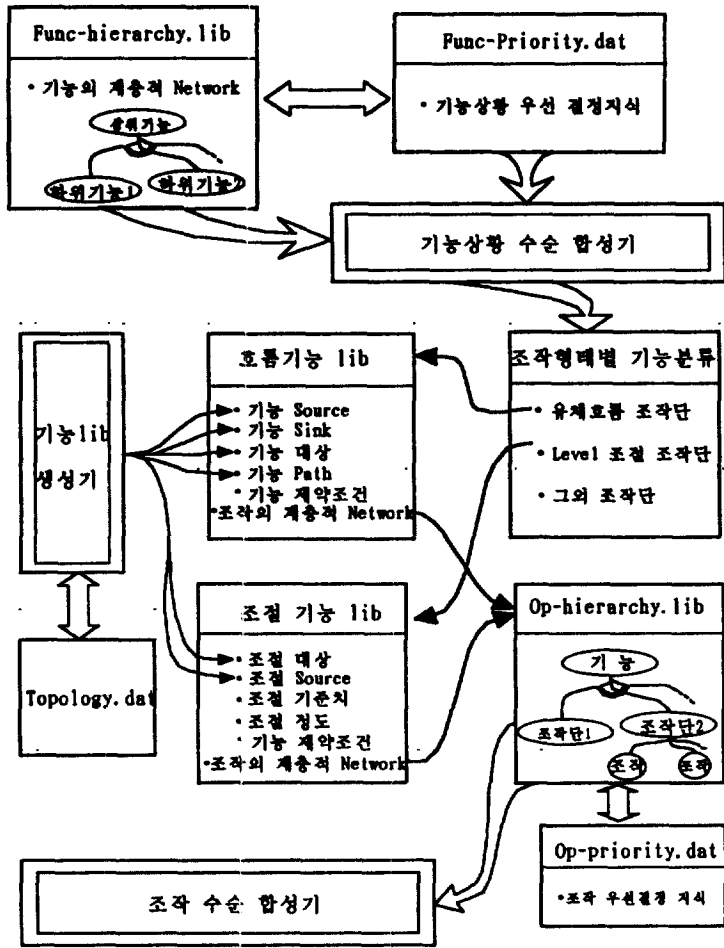 Func-hierarchy.lib
• 기능의 계층적 Network
상위기능
하위기능1
하위기능2
Func-Priority.dat
• 기능상황 우선 결정지식
기능상황 수순 합성기
기능lib
생성기
Topology.dat
흐름기능 lib
• 기능 Source
• 기능 Sink
• 기능 대상
• 기능 Path
• 기능 제약조건
•조작의 계층적 Network
조작형태별 기능분류
• 유체흐름 조작단
• Level 조절 조작단
• 그외 조작단
조절 기능 lib
• 조절 대상
• 조절 Source
• 조절 기준치
• 조절 정도
• 기능 제약조건
•조작의 계층적 Network
Op-hierarchy.lib
기 능
조작단1
조작단2
조작
조작
Op-priority.dat
•조작 우선결정 지식
조작 수순 합성기